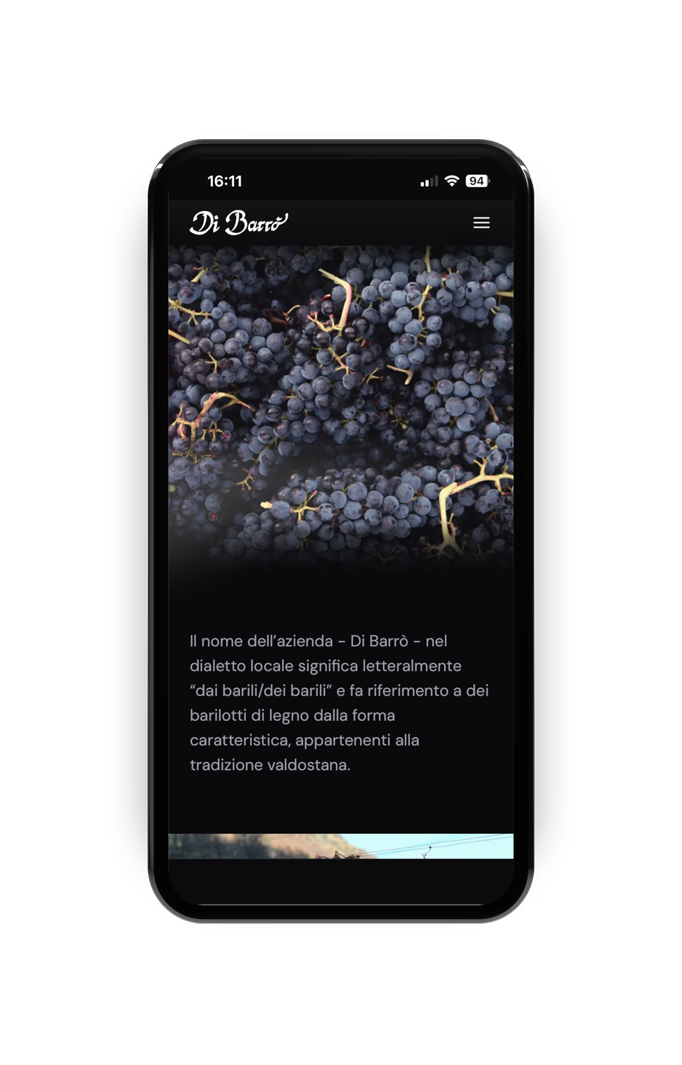 16:11
94
Di Barrò
Il nome dell’azienda – Di Barrò – nel
dialetto locale significa letteralmente
“dai barili/dei barili” e fa riferimento a dei
barilotti di legno dalla forma
caratteristica, appartenenti alla
tradizione valdostana.